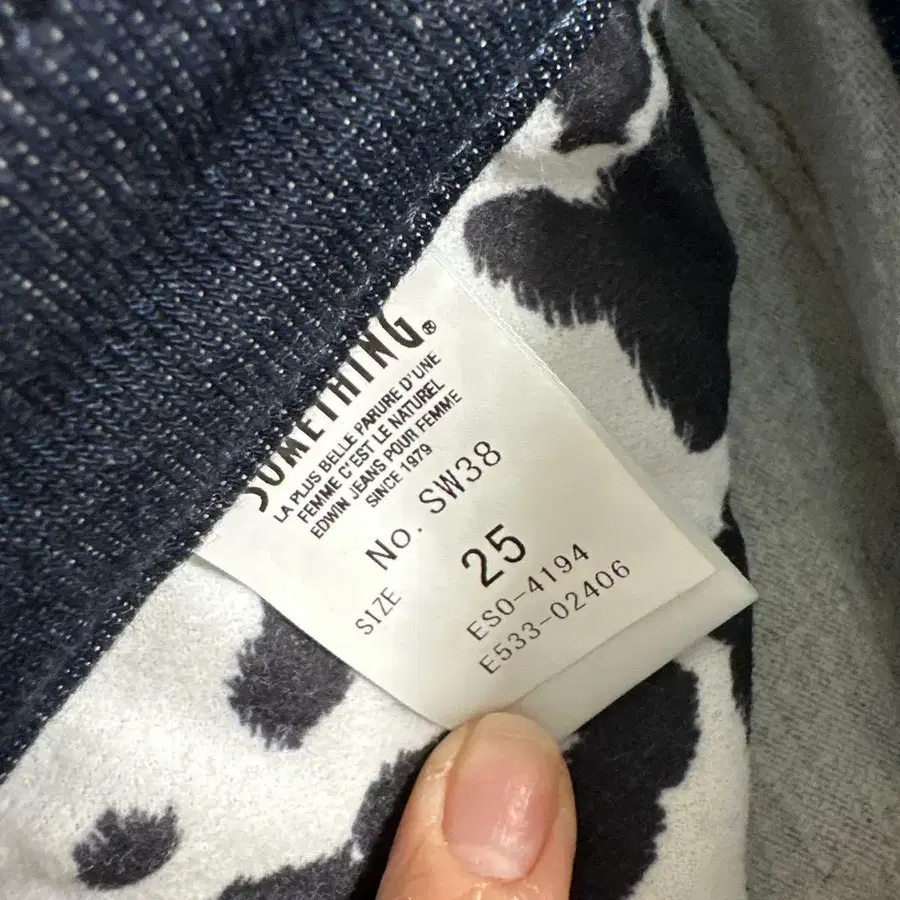 SOMETHING®
LA PLUS BELLE PARURE D'UNE
FEMME C'EST LE NATUREL
EDWIN JEANS POUR FEMME
SINCE 1979
No. SW38
SIZE 25
ESO-4194
E533-02406